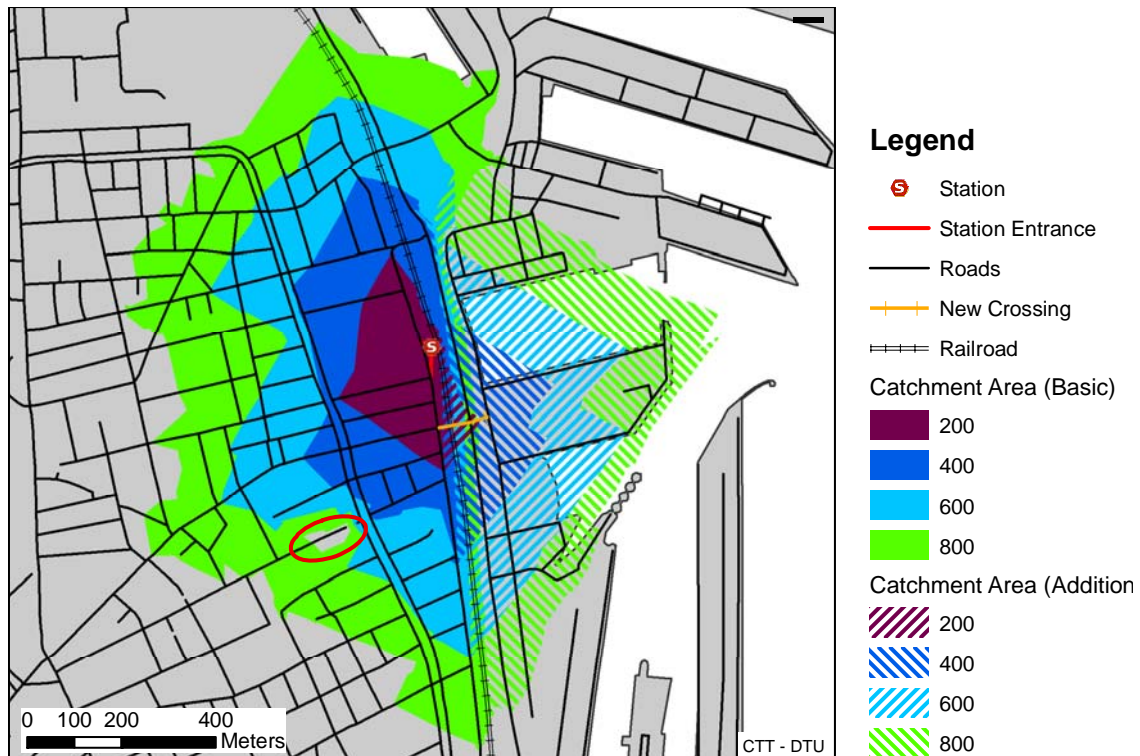 S
0 100 200 400
Meters
CTT - DTU
Legend
S Station
Station Entrance
Roads
New Crossing
Railroad
Catchment Area (Basic)
200
400
600
800
Catchment Area (Addition
200
400
600
800